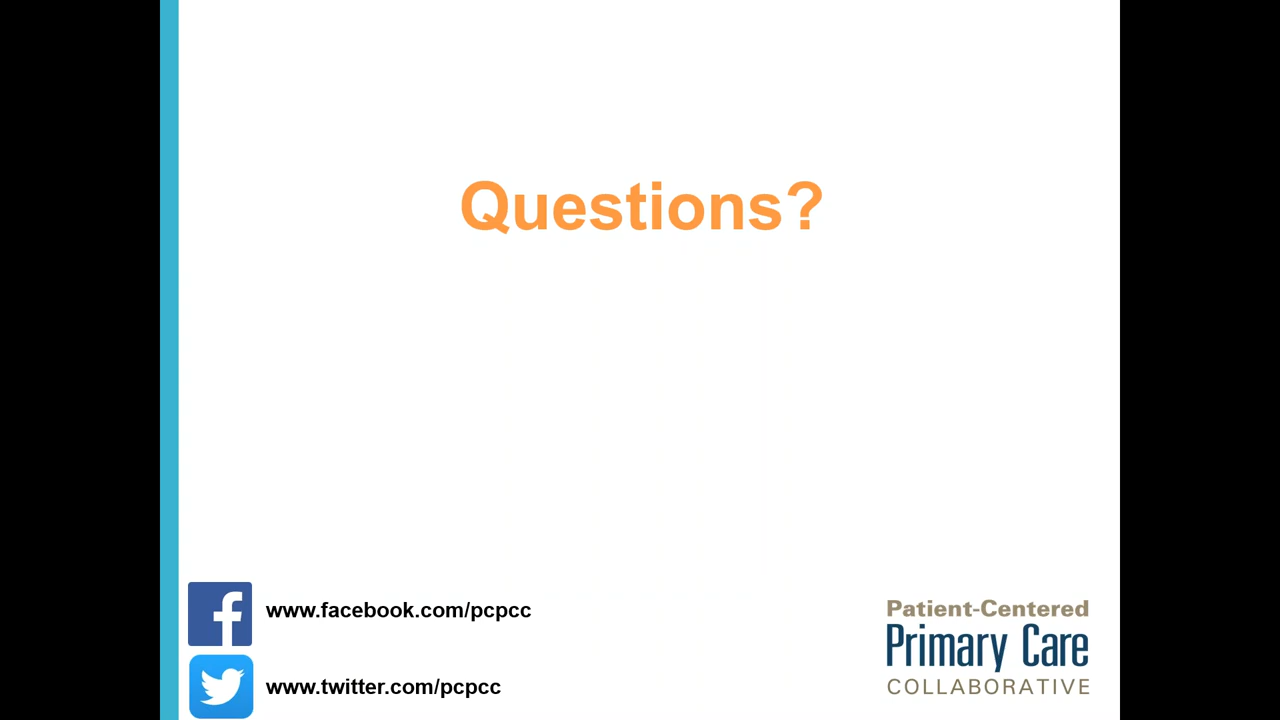 Questions?
www.facebook.com/pcpcc
www.twitter.com/pcpcc
Patient-Centered
Primary Care
COLLABORATIVE